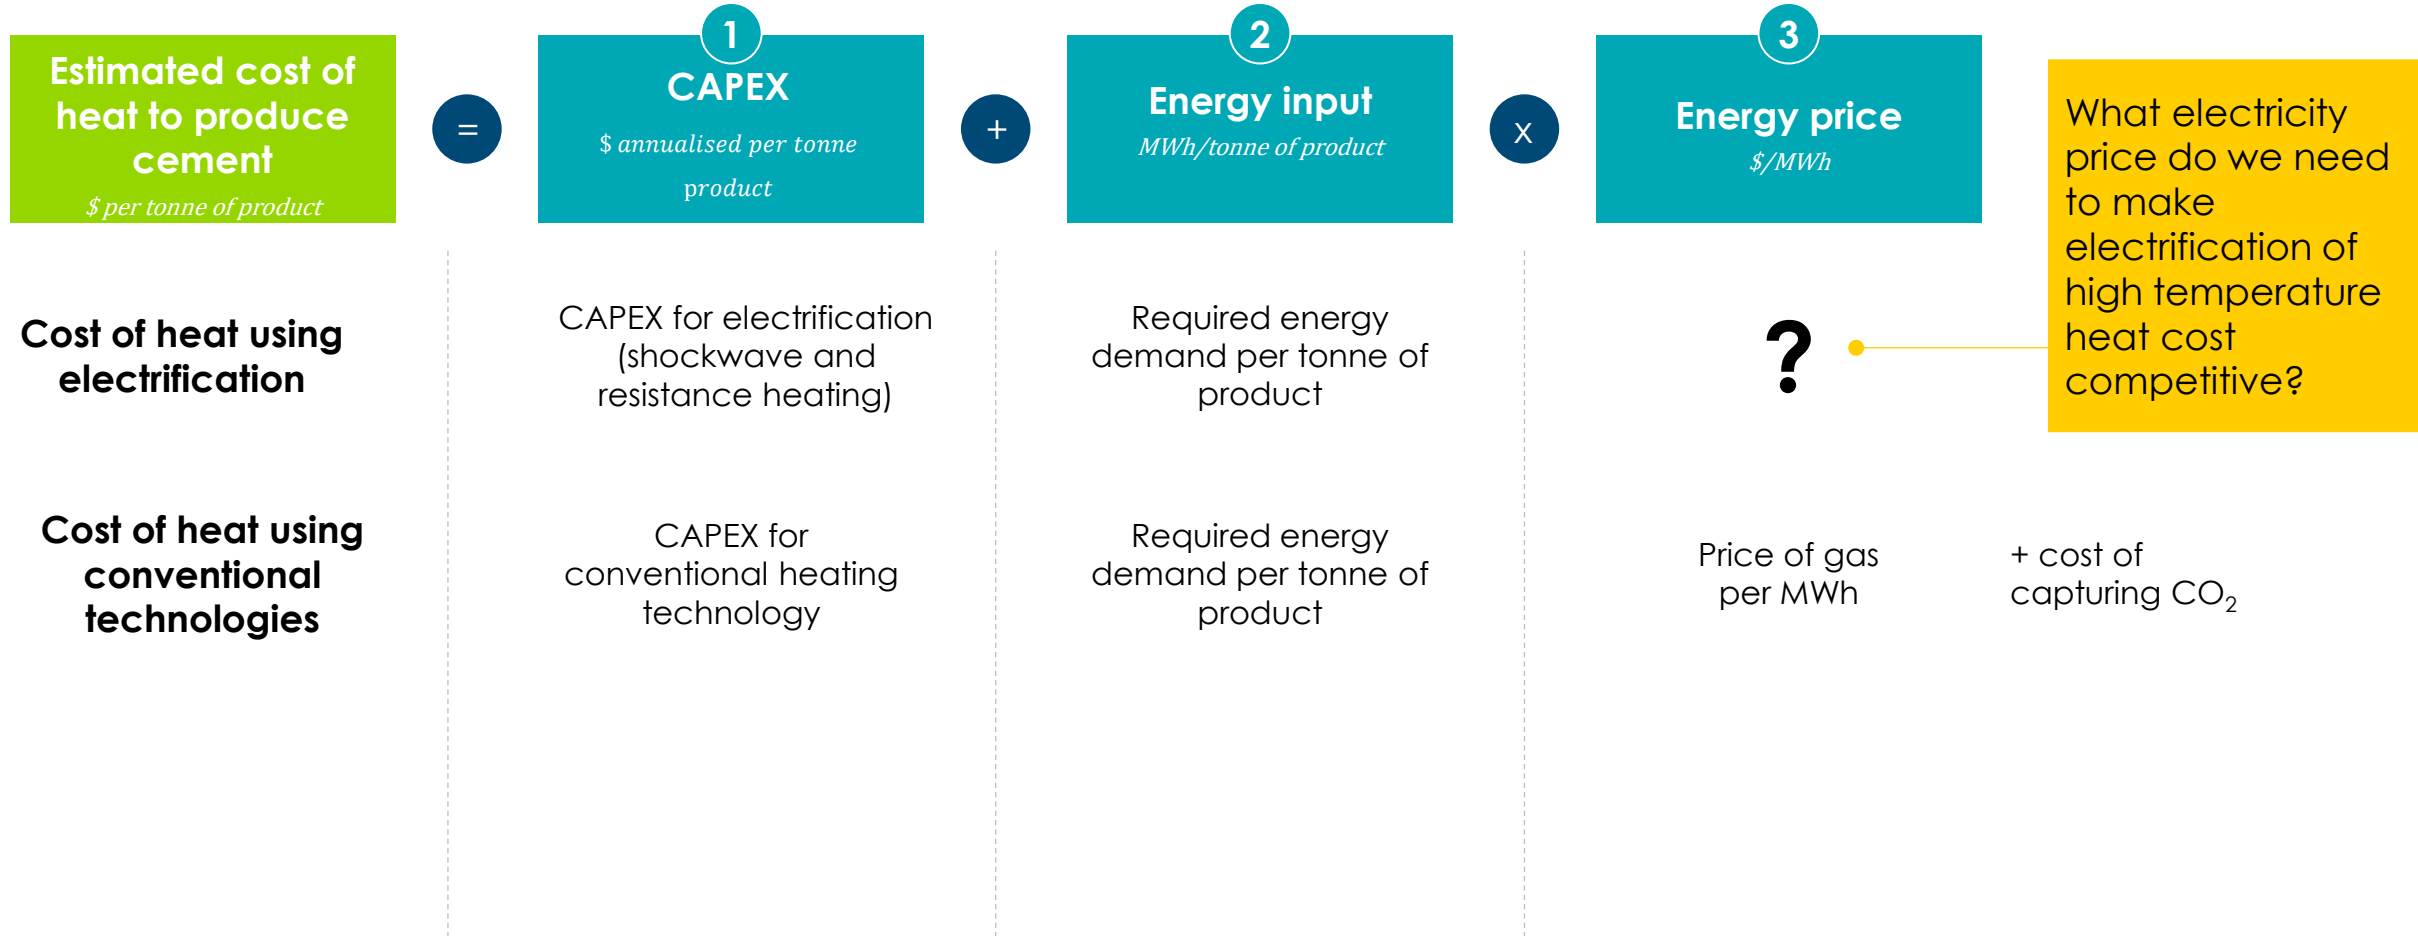 Estimated cost of
heat to produce
cement
$ per tonne of product
=
1
CAPEX
$ annualised per tonne
product
+
2
Energy input
MWh/tonne of product
x
3
Energy price
$/MWh
What electricity
price do we need
to make
electrification of
high temperature
heat cost
competitive?
Cost of heat using
electrification
CAPEX for electrification
(shockwave and
resistance heating)
Required energy
demand per tonne of
product
?
Cost of heat using
conventional
technologies
CAPEX for
conventional heating
technology
Required energy
demand per tonne of
product
Price of gas
per MWh
+ cost of
capturing CO₂